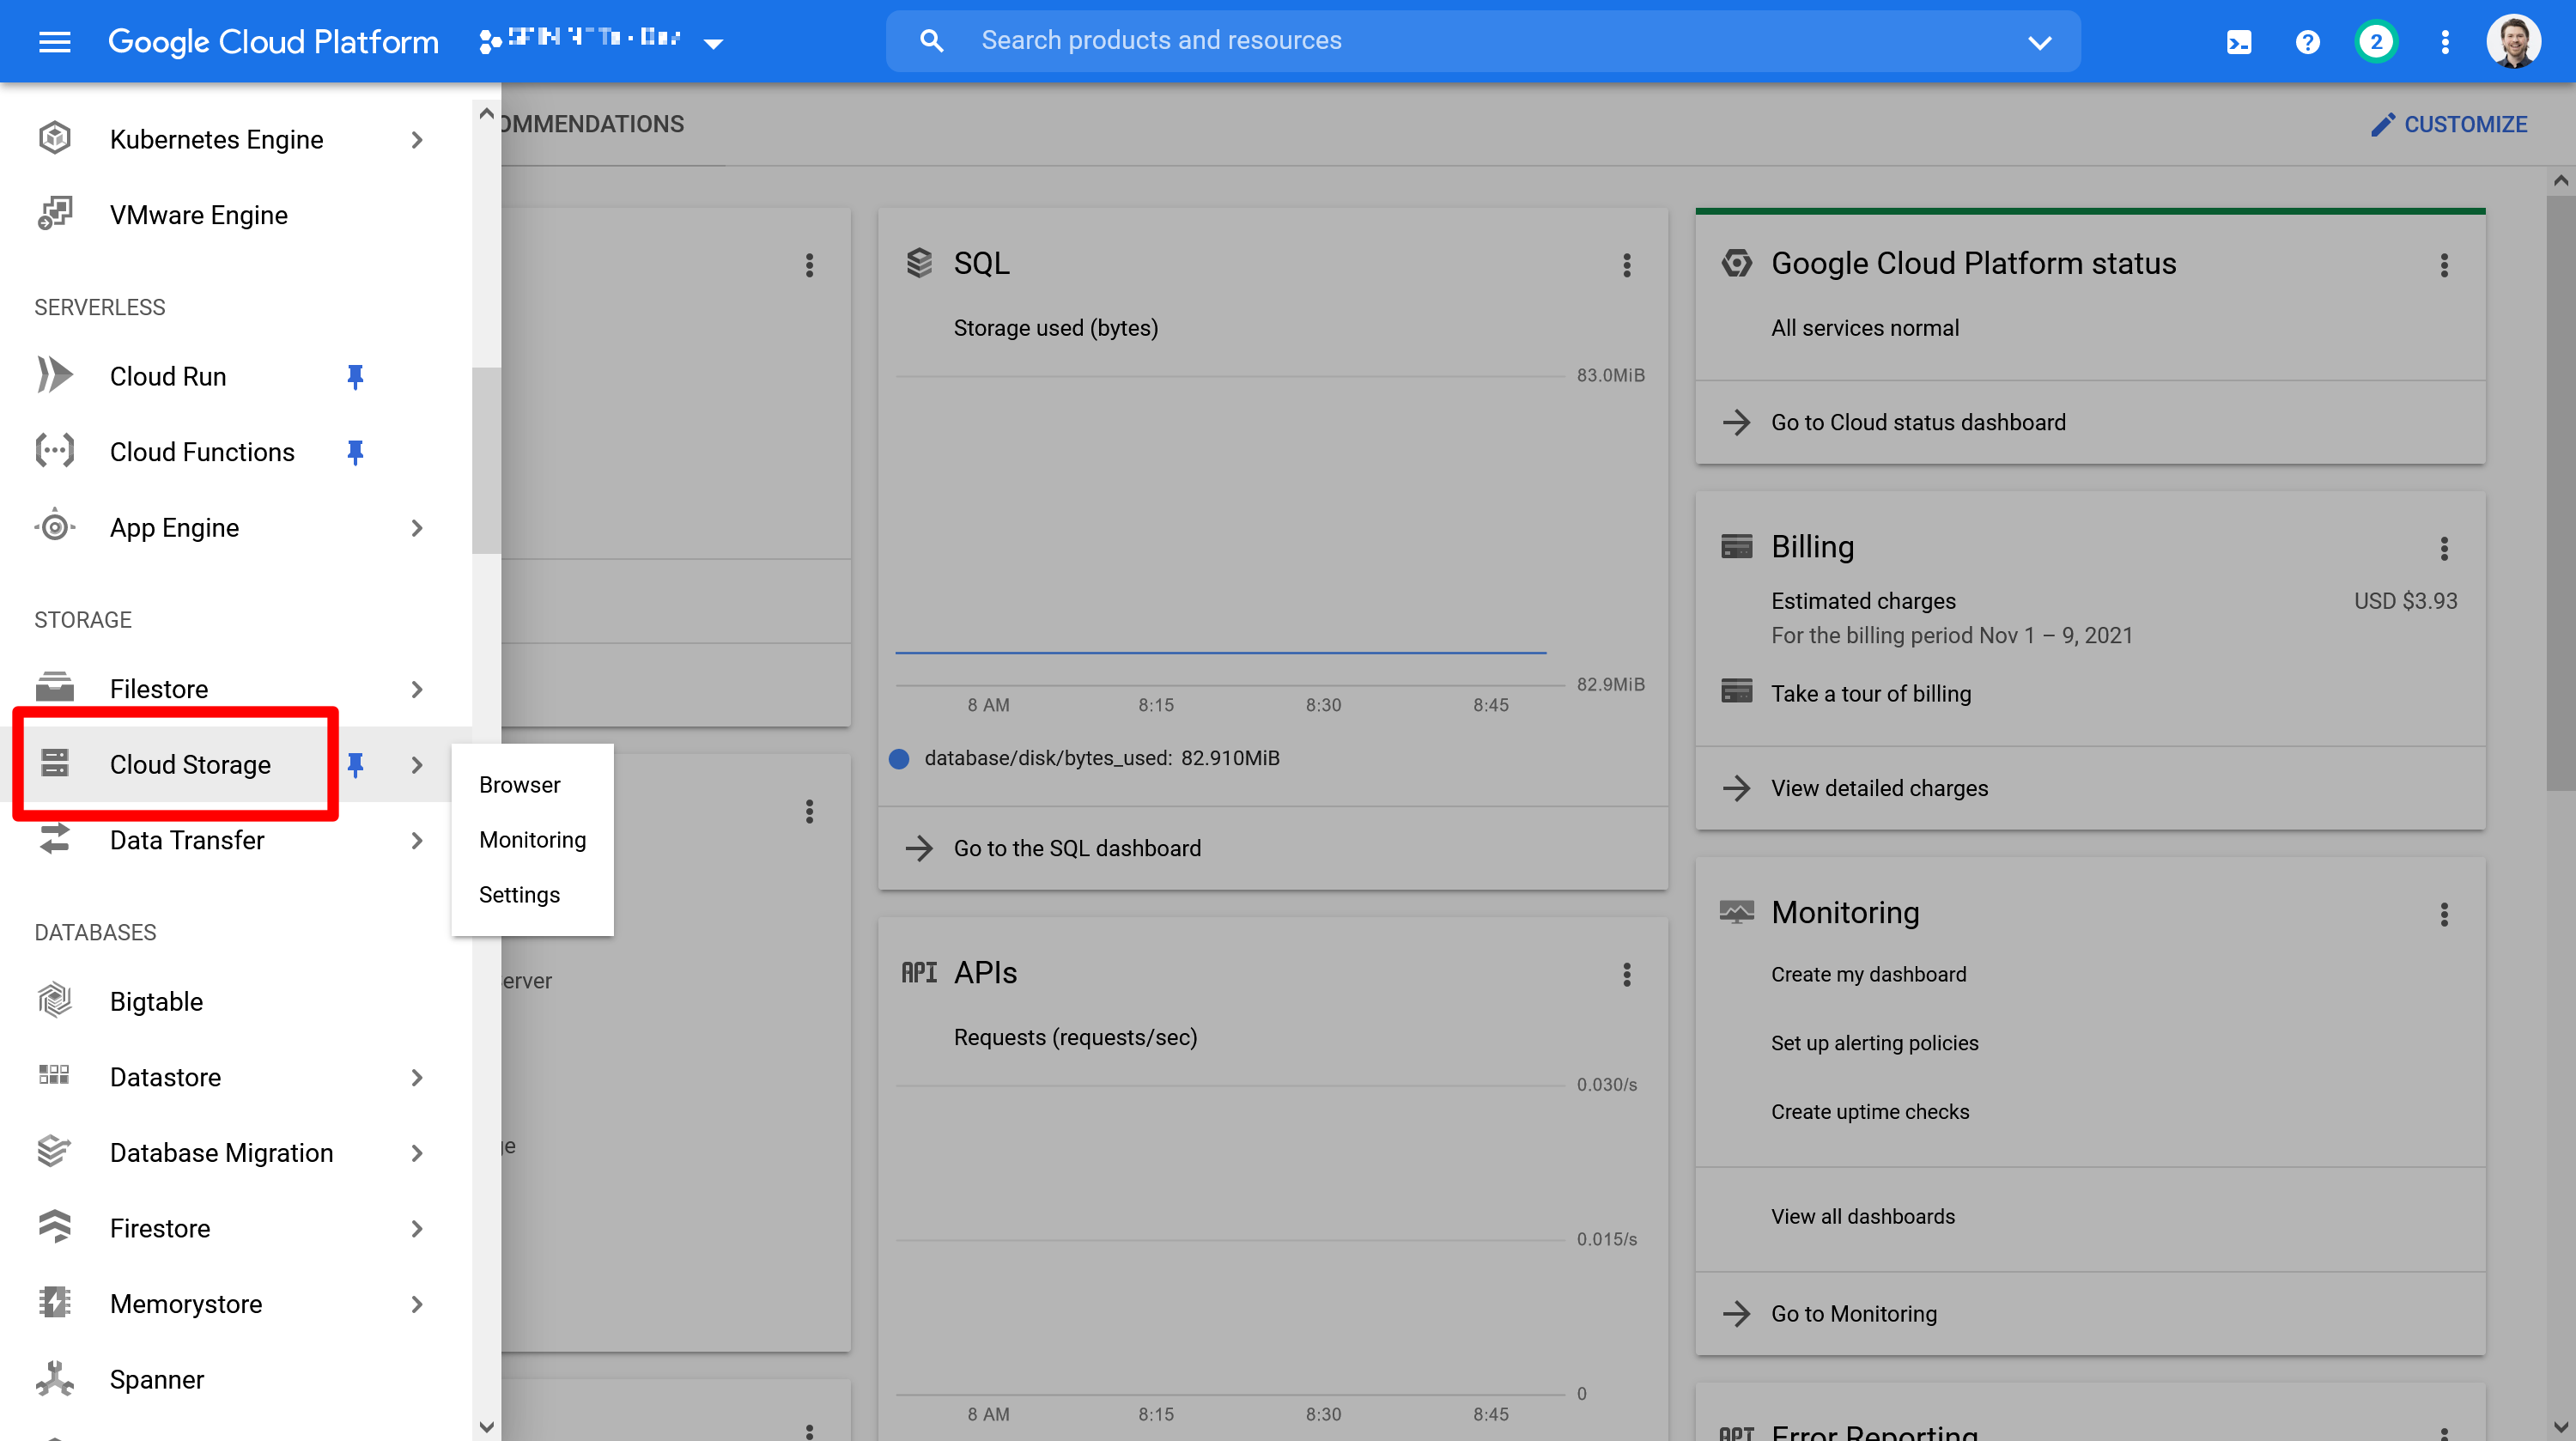 Google Cloud Platform
Search products and resources
2
Kubernetes Engine
VMware Engine
SERVERLESS
Cloud Run
Cloud Functions
App Engine
STORAGE
Filestore
Cloud Storage
Data Transfer
DATABASES
Bigtable
Datastore
Database Migration
Firestore
Memorystore
Spanner
Browser
Monitoring
Settings
OMMENDATIONS
CUSTOMIZE
erver
ge
SQL
Storage used (bytes)
83.0MiB
82.9MiB
8 AM 8:15 8:30 8:45
database/disk/bytes_used: 82.910MiB
Go to the SQL dashboard
API APIs
Requests (requests/sec)
0.030/s
0.015/s
0
8 AM 8:15 8:30 8:45
Google Cloud Platform status
All services normal
Go to Cloud status dashboard
Billing
Estimated charges USD $3.93
For the billing period Nov 1 – 9, 2021
Take a tour of billing
View detailed charges
Monitoring
Create my dashboard
Set up alerting policies
Create uptime checks
View all dashboards
Go to Monitoring
API Error Reporting